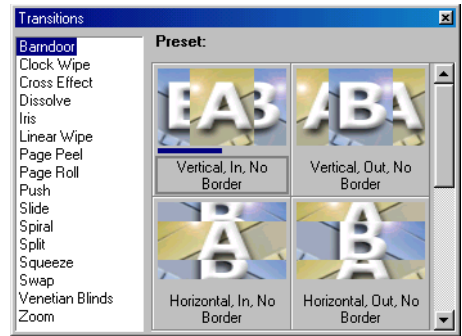 Transitions
Barndoor
Clock Wipe
Cross Effect
Dissolve
Iris
Linear Wipe
Page Peel
Page Roll
Push
Slide
Spiral
Split
Squeeze
Swap
Venetian Blinds
Zoom
Preset:
B A B
A B A
Vertical, In, No
Border
Vertical, Out, No
Border
B
A
B
A
B
A
Horizontal, In, No
Border
Horizontal, Out, No
Border